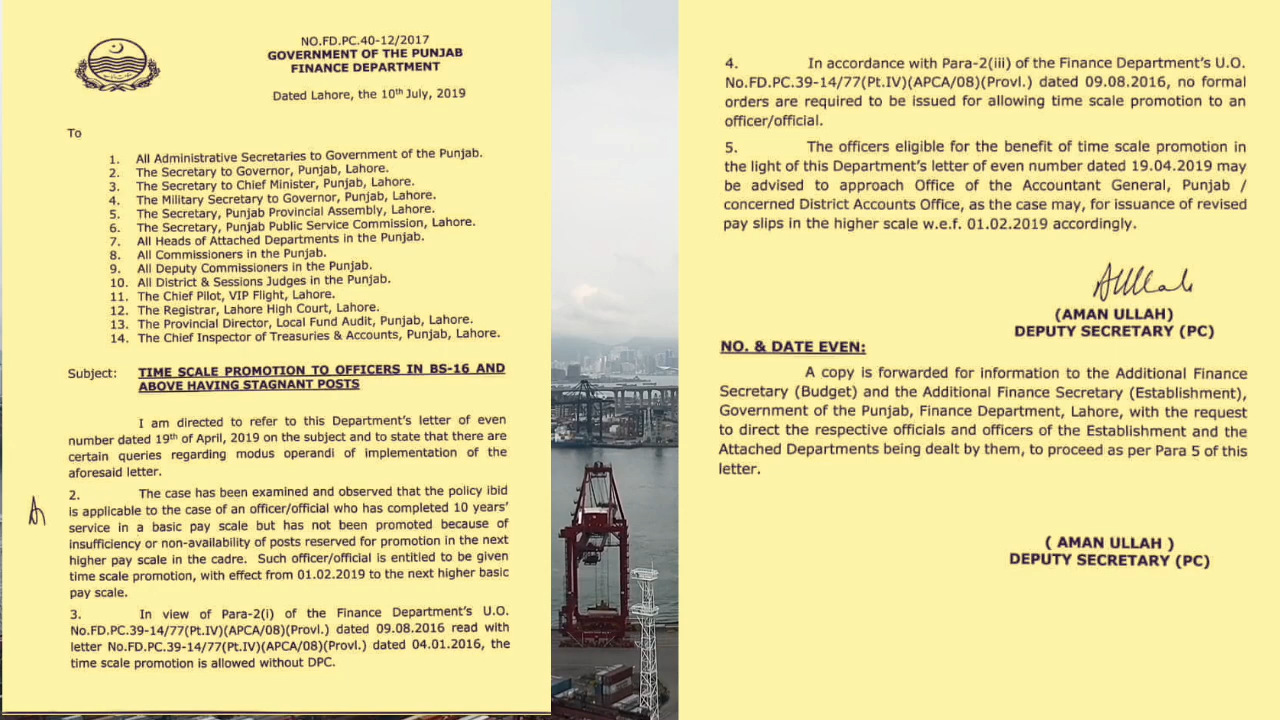 NO.FD.PC.40-12/2017
GOVERNMENT OF THE PUNJAB
FINANCE DEPARTMENT
Dated Lahore, the 10th July, 2019
To
1. All Administrative Secretaries to Government of the Punjab.
2. The Secretary to Governor, Punjab, Lahore.
3. The Secretary to Chief Minister, Punjab, Lahore.
4. The Military Secretary to Governor, Punjab, Lahore.
5. The Secretary, Punjab Provincial Assembly, Lahore.
6. The Secretary, Punjab Public Service Commission, Lahore.
7. All Heads of Attached Departments in the Punjab.
8. All Commissioners in the Punjab.
9. All Deputy Commissioners in the Punjab.
10. All District & Sessions Judges in the Punjab.
11. The Chief Pilot, VIP Flight, Lahore.
12. The Registrar, Lahore High Court, Lahore.
13. The Provincial Director, Local Fund Audit, Punjab, Lahore.
14. The Chief Inspector of Treasuries & Accounts, Punjab, Lahore.
Subject: TIME SCALE PROMOTION TO OFFICERS IN BS-16 AND
ABOVE HAVING STAGNANT POSTS
I am directed to refer to this Department's letter of even
number dated 19th of April, 2019 on the subject and to state that there are
certain queries regarding modus operandi of implementation of the
aforesaid letter.
2. The case has been examined and observed that the policy ibid
is applicable to the case of an officer/official who has completed 10 years'
service in a basic pay scale but has not been promoted because of
insufficiency or non-availability of posts reserved for promotion in the next
higher pay scale in the cadre. Such officer/official is entitled to be given
time scale promotion, with effect from 01.02.2019 to the next higher basic
pay scale.
3. In view of Para-2(i) of the Finance Department's U.O.
No.FD.PC.39-14/77(Pt.IV)(APCA/08)(Provl.) dated 09.08.2016 read with
letter No.FD.PC.39-14/77(Pt.IV)(APCA/08)(Provl.) dated 04.01.2016, the
time scale promotion is allowed without DPC.
4. In accordance with Para-2(iii) of the Finance Department's U.O.
No.FD.PC.39-14/77(Pt.IV)(APCA/08)(Provl.) dated 09.08.2016, no formal
orders are required to be issued for allowing time scale promotion to an
officer/official.
5. The officers eligible for the benefit of time scale promotion in
the light of this Department's letter of even number dated 19.04.2019 may
be advised to approach Office of the Accountant General, Punjab /
concerned District Accounts Office, as the case may, for issuance of revised
pay slips in the higher scale w.e.f. 01.02.2019 accordingly.
(AMAN ULLAH)
DEPUTY SECRETARY (PC)
NO. & DATE EVEN:
A copy is forwarded for information to the Additional Finance
Secretary (Budget) and the Additional Finance Secretary (Establishment),
Government of the Punjab, Finance Department, Lahore, with the request
to direct the respective officials and officers of the Establishment and the
Attached Departments being dealt by them, to proceed as per Para 5 of this
letter.
( AMAN ULLAH )
DEPUTY SECRETARY (PC)